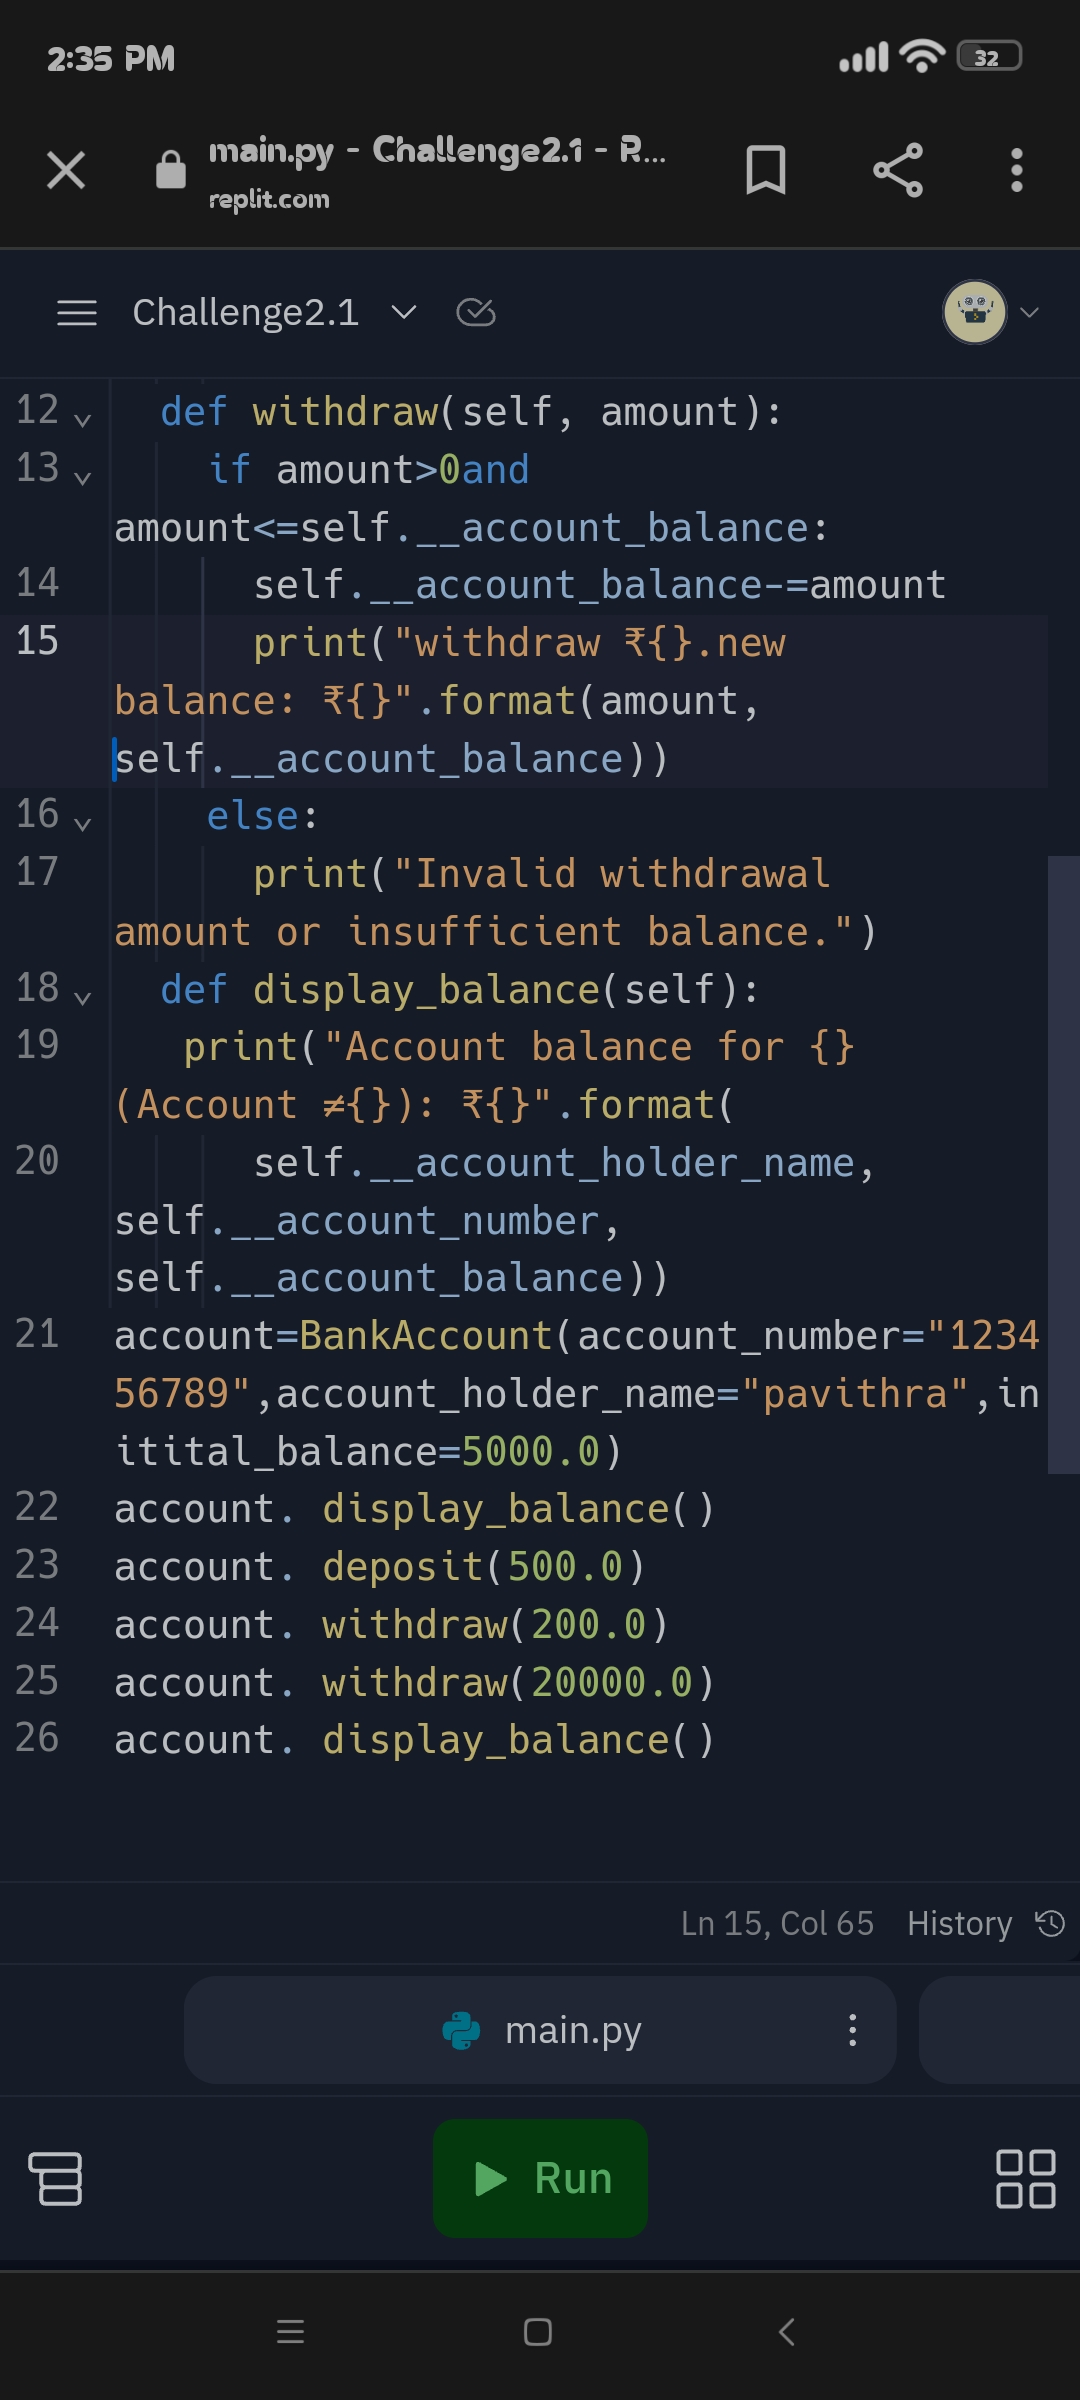 2:35 PM
32
main.py - Challenge2.1 - R...
replit.com
Challenge2.1
12 def withdraw(self, amount):
13 if amount>0and
amount<=self.__account_balance:
14 self.__account_balance-=amount
15 print("withdraw ₹{}.new
balance: ₹{}".format(amount,
self.__account_balance))
16 else:
17 print("Invalid withdrawal
amount or insufficient balance.")
18 def display_balance(self):
19 print("Account balance for {}
(Account ≠{}): ₹{}".format(
20 self.__account_holder_name,
self.__account_number,
self.__account_balance))
21 account=BankAccount(account_number="1234
56789",account_holder_name="pavithra",in
itital_balance=5000.0)
22 account. display_balance()
23 account. deposit(500.0)
24 account. withdraw(200.0)
25 account. withdraw(20000.0)
26 account. display_balance()
Ln 15, Col 65 History
main.py
Run